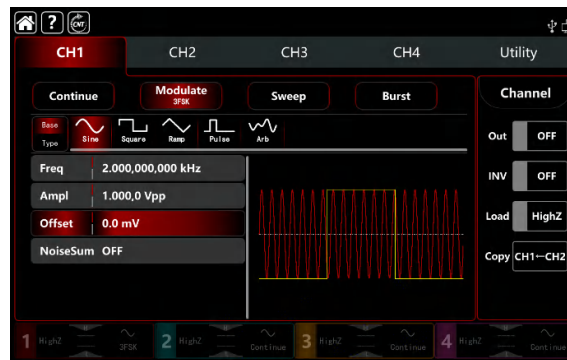 ? CNT
CH1 CH2 CH3 CH4 Utility
Continue Modulate Sweep Burst Channel
3FSK
Base
Type Sine Square Ramp Pulse Arb
Out OFF
Freq 2.000,000,000 kHz
INV OFF
Ampl 1.000,0 Vpp
Offset 0.0 mV
Load HighZ
NoiseSum OFF
Copy CH1←CH2
1 HighZ 3FSK 2 HighZ Continue 3 HighZ Continue 4 HighZ Continue